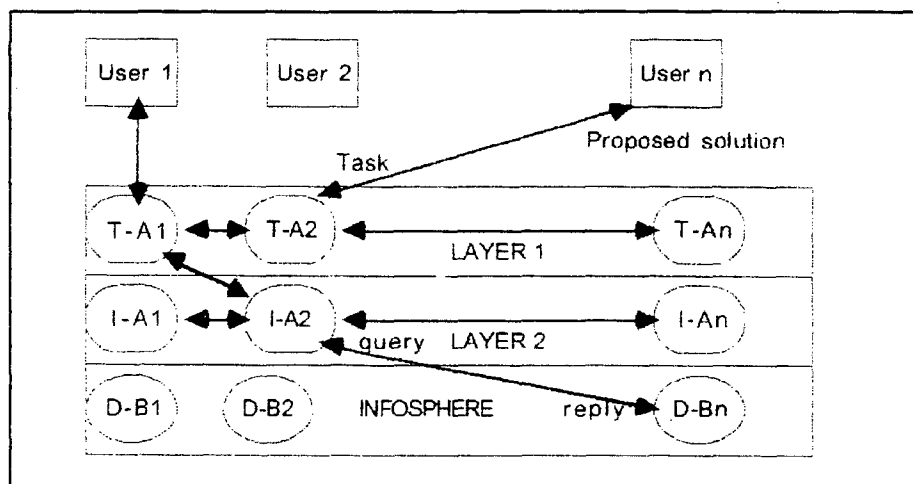 User 1 User 2 User n
Proposed solution
Task
T-A1 T-A2 T-An
LAYER 1
I-A1 I-A2 I-An
query LAYER 2
D-B1 D-B2 INFOSPHERE reply D-Bn